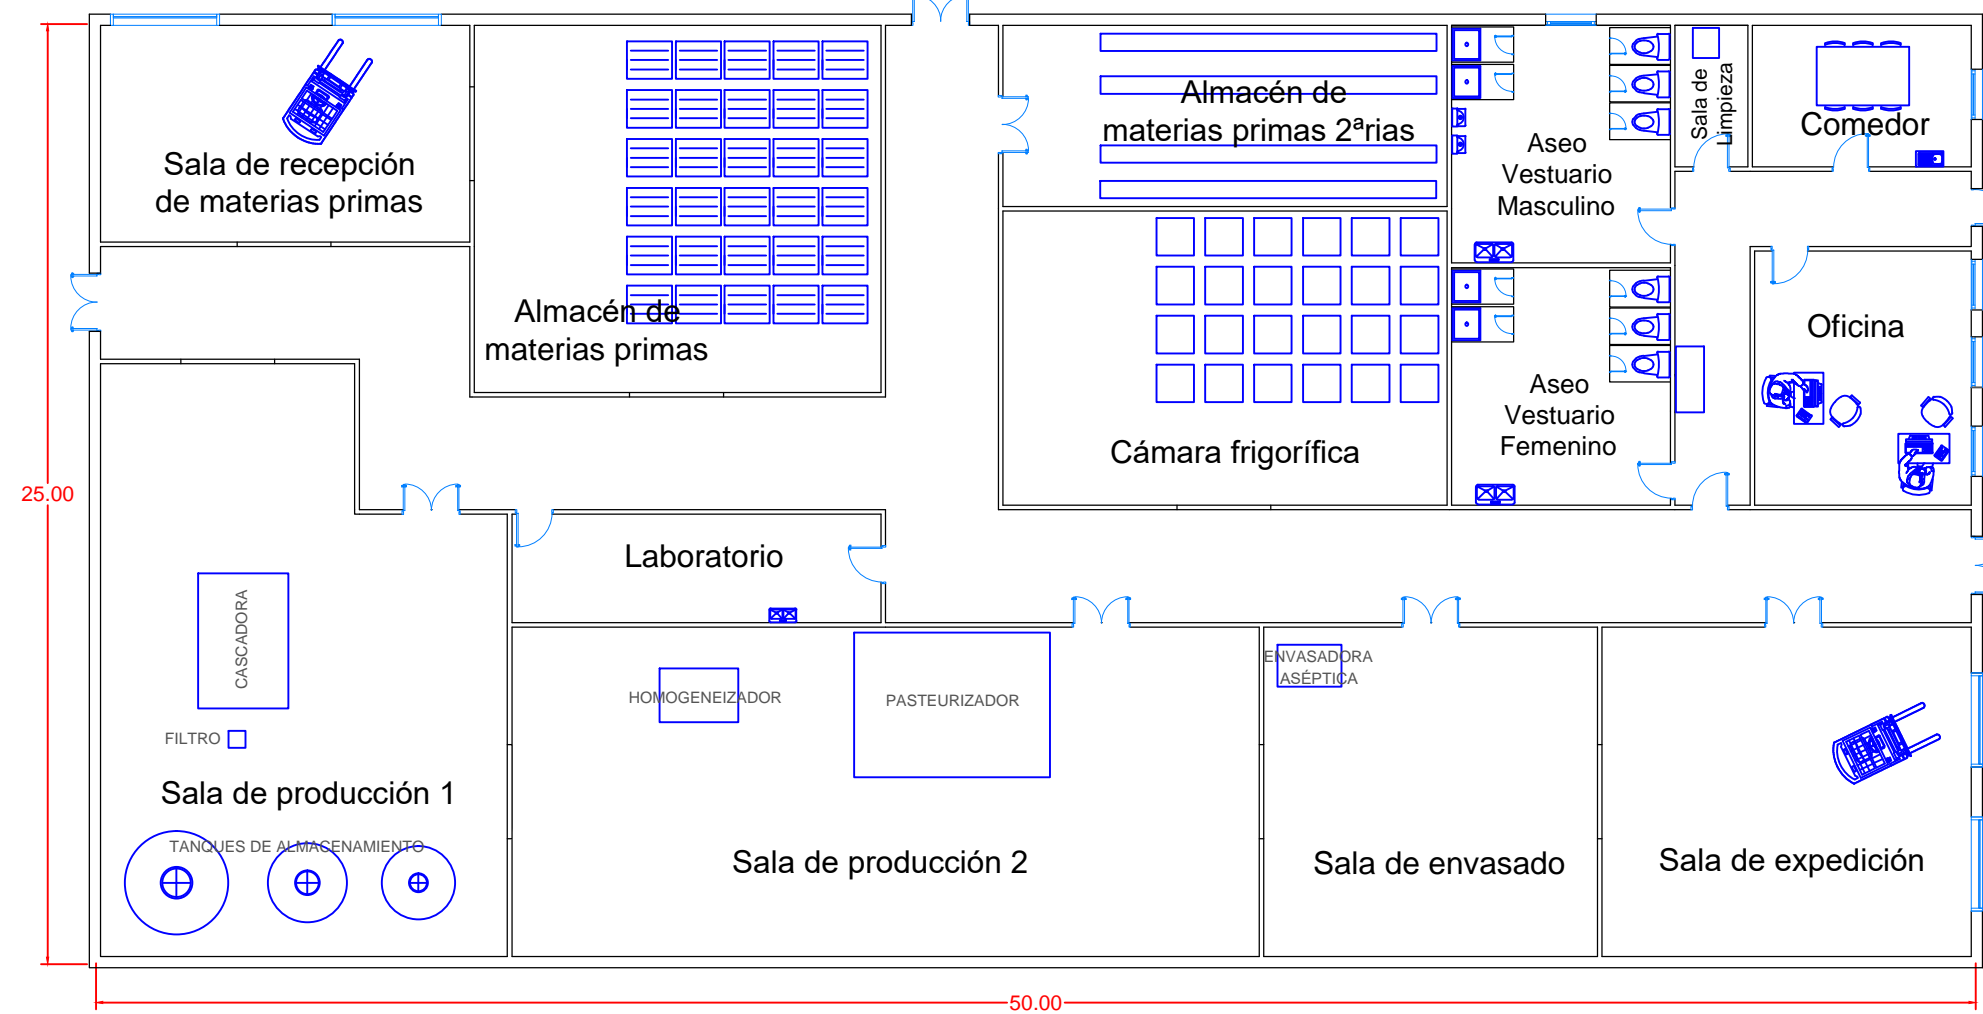 Sala de recepción
de materias primas
Almacén de
materias primas
Almacén de
materias primas 2ªrias
Aseo
Vestuario
Masculino
Sala de
Limpieza
Comedor
Cámara frigorífica
Aseo
Vestuario
Femenino
Oficina
25.00
Laboratorio
CASCADORA
FILTRO
Sala de producción 1
TANQUES DE ALMACENAMIENTO
HOMOGENEIZADOR
PASTEURIZADOR
Sala de producción 2
ENVASADORA
ASÉPTICA
Sala de envasado
Sala de expedición
50.00